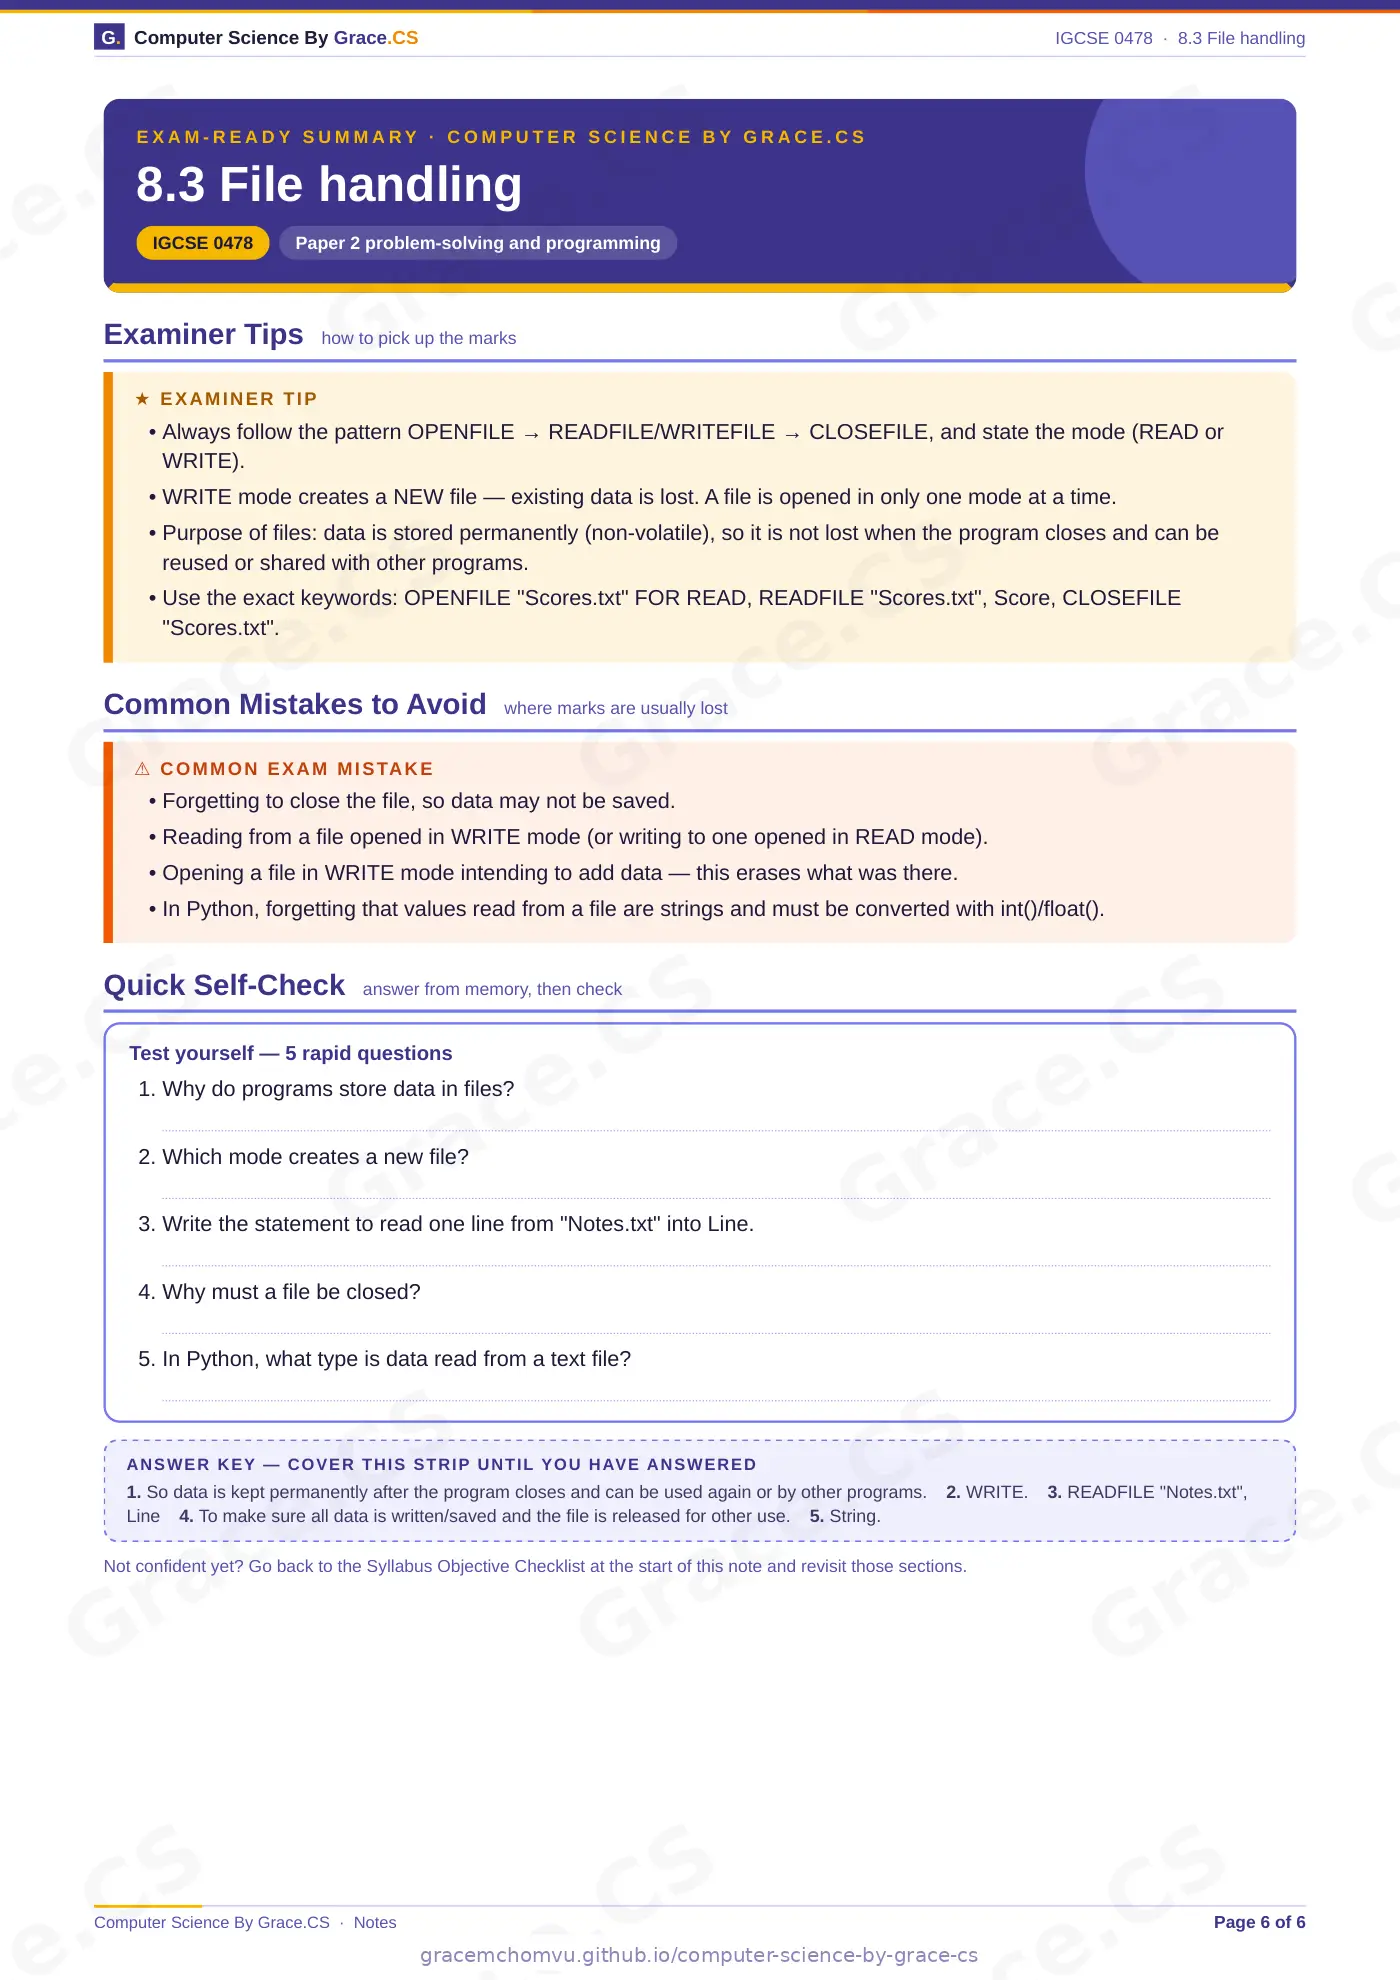 G. Computer Science By Grace.CS
IGCSE 0478 · 8.3 File handling
EXAM-READY SUMMARY · COMPUTER SCIENCE BY GRACE.CS
8.3 File handling
IGCSE 0478 Paper 2 problem-solving and programming
Examiner Tips how to pick up the marks
★ EXAMINER TIP
• Always follow the pattern OPENFILE → READFILE/WRITEFILE → CLOSEFILE, and state the mode (READ or
WRITE).
• WRITE mode creates a NEW file — existing data is lost. A file is opened in only one mode at a time.
• Purpose of files: data is stored permanently (non-volatile), so it is not lost when the program closes and can be
reused or shared with other programs.
• Use the exact keywords: OPENFILE "Scores.txt" FOR READ, READFILE "Scores.txt", Score, CLOSEFILE
"Scores.txt".
Common Mistakes to Avoid where marks are usually lost
⚠ COMMON EXAM MISTAKE
• Forgetting to close the file, so data may not be saved.
• Reading from a file opened in WRITE mode (or writing to one opened in READ mode).
• Opening a file in WRITE mode intending to add data — this erases what was there.
• In Python, forgetting that values read from a file are strings and must be converted with int()/float().
Quick Self-Check answer from memory, then check
Test yourself — 5 rapid questions
1. Why do programs store data in files?
2. Which mode creates a new file?
3. Write the statement to read one line from "Notes.txt" into Line.
4. Why must a file be closed?
5. In Python, what type is data read from a text file?
ANSWER KEY — COVER THIS STRIP UNTIL YOU HAVE ANSWERED
1. So data is kept permanently after the program closes and can be used again or by other programs. 2. WRITE. 3. READFILE "Notes.txt",
Line 4. To make sure all data is written/saved and the file is released for other use. 5. String.
Not confident yet? Go back to the Syllabus Objective Checklist at the start of this note and revisit those sections.
Computer Science By Grace.CS · Notes
Page 6 of 6
gracemchomvu.github.io/computer-science-by-grace-cs